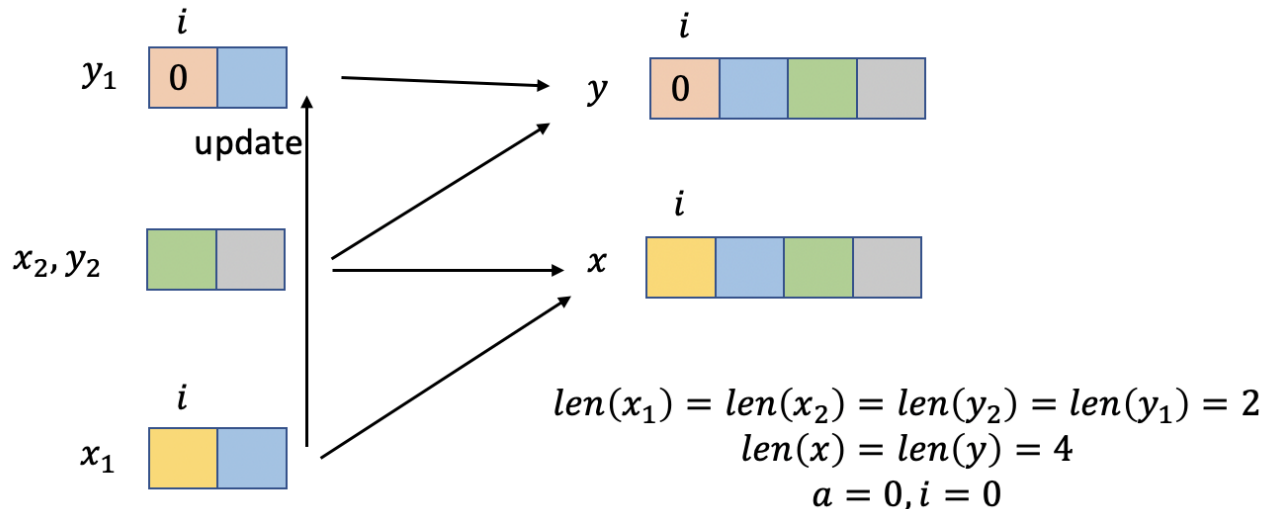 i
y₁ 0
update
x₂, y₂
i
x₁
i
y 0
i
x
len(x₁) = len(x₂) = len(y₂) = len(y₁) = 2
len(x) = len(y) = 4
a = 0, i = 0